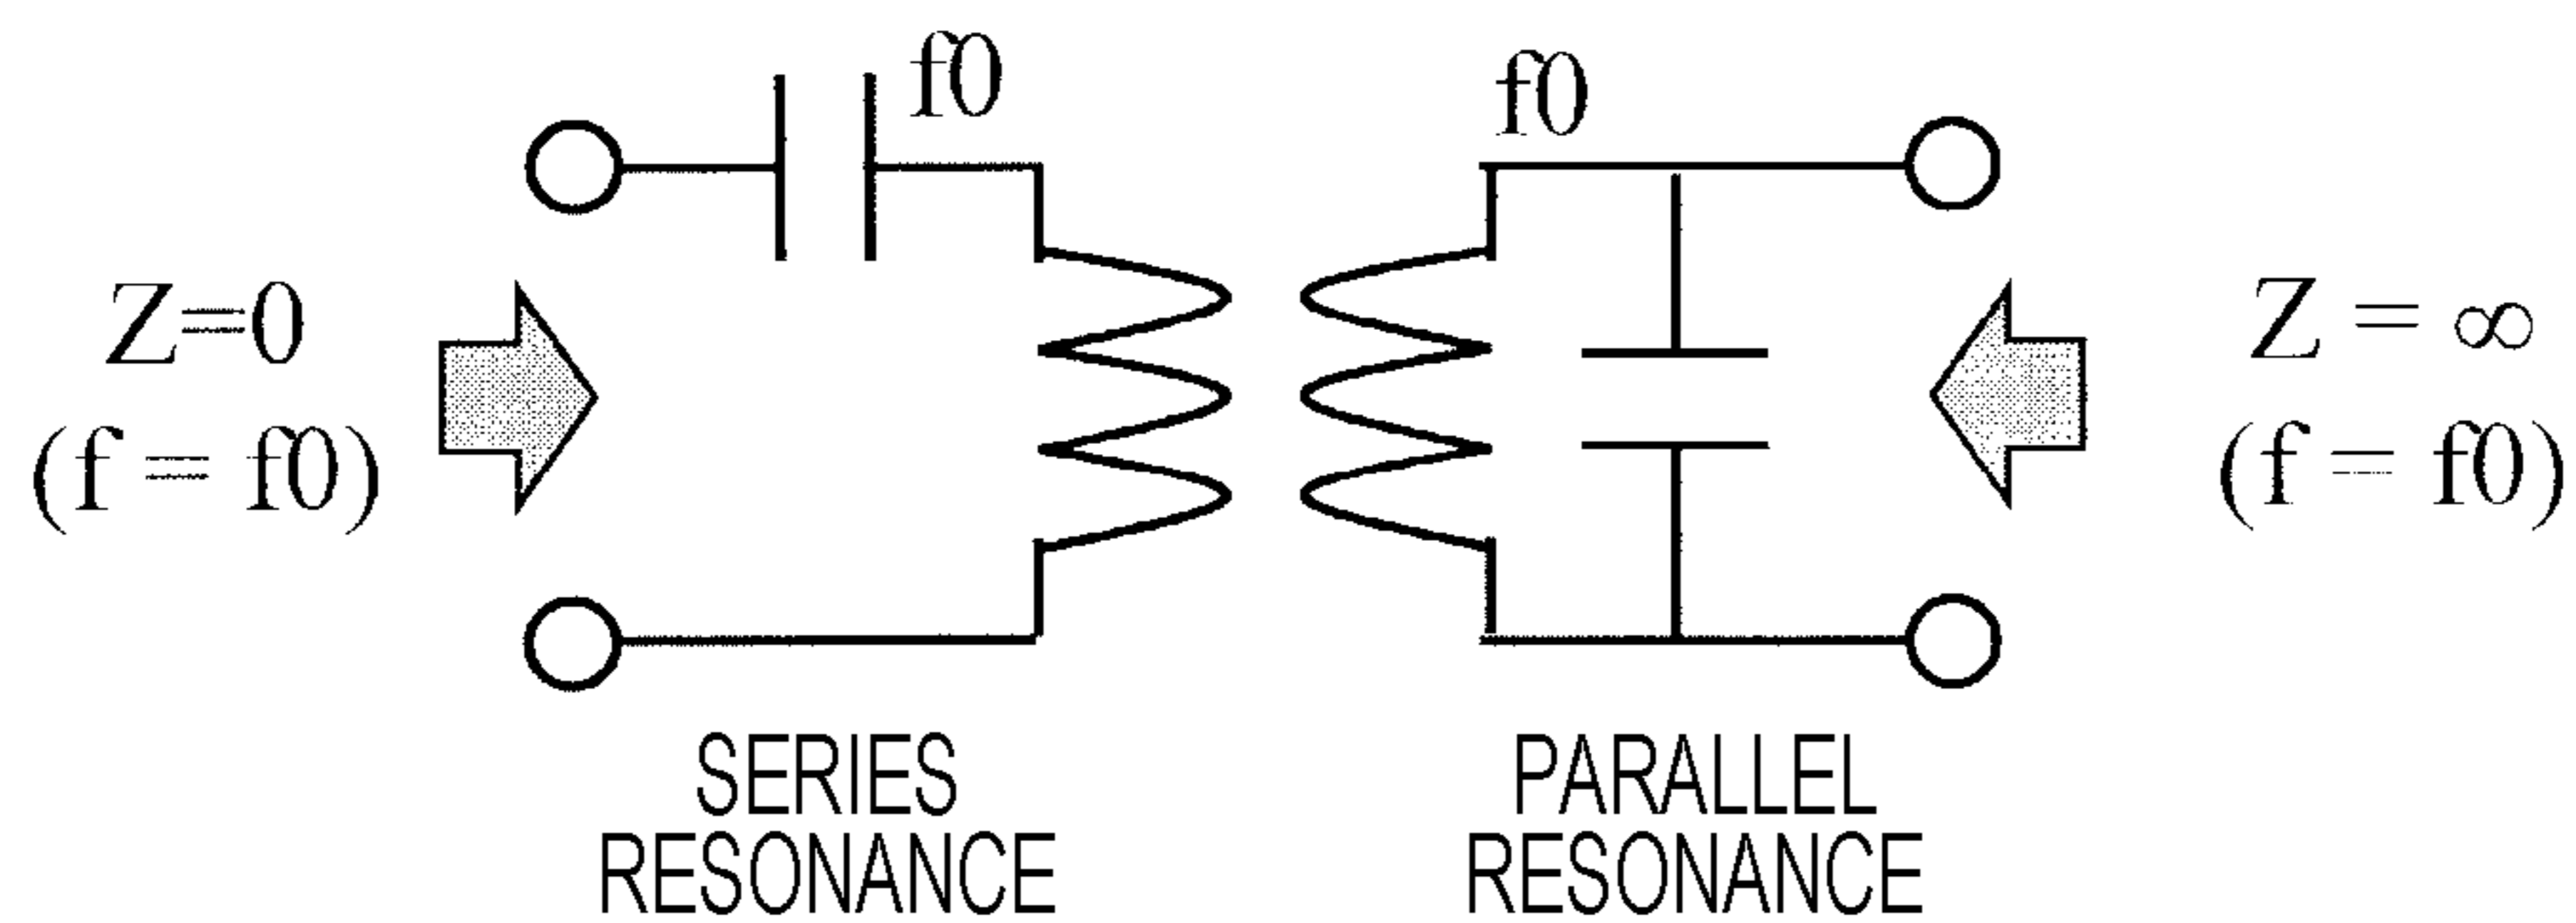 f0
f0
Z=0
(f = f0)
Z = ∞
(f = f0)
SERIES
RESONANCE
PARALLEL
RESONANCE